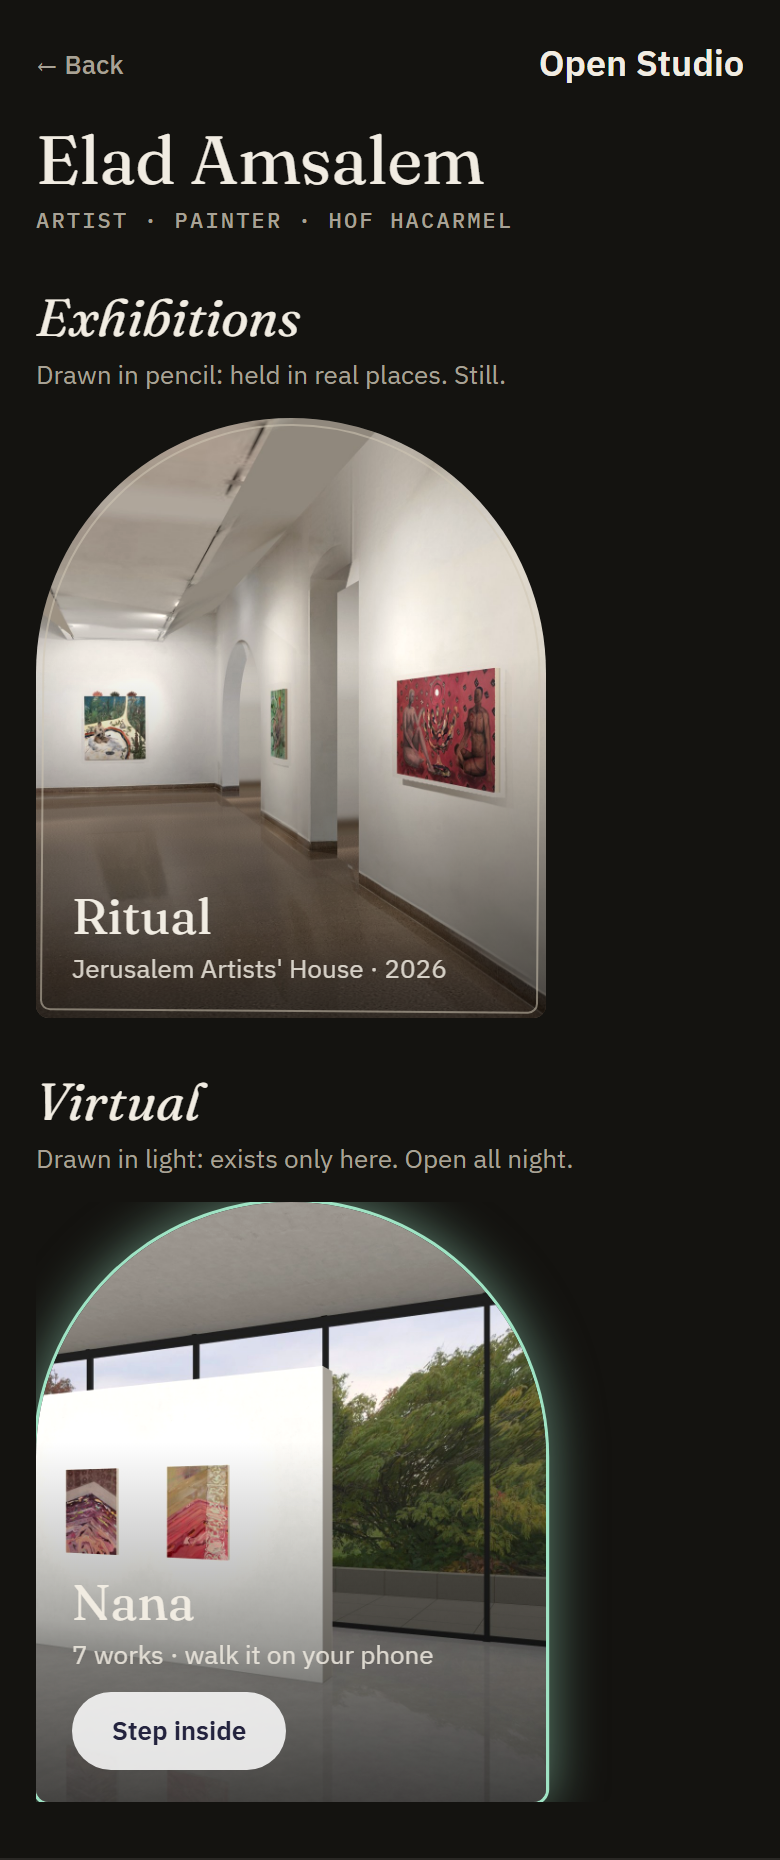 ← Back
Open Studio
Elad Amsalem
ARTIST · PAINTER · HOF HACARMEL
Exhibitions
Drawn in pencil: held in real places. Still.
Ritual
Jerusalem Artists' House · 2026
Virtual
Drawn in light: exists only here. Open all night.
Nana
7 works · walk it on your phone
Step inside